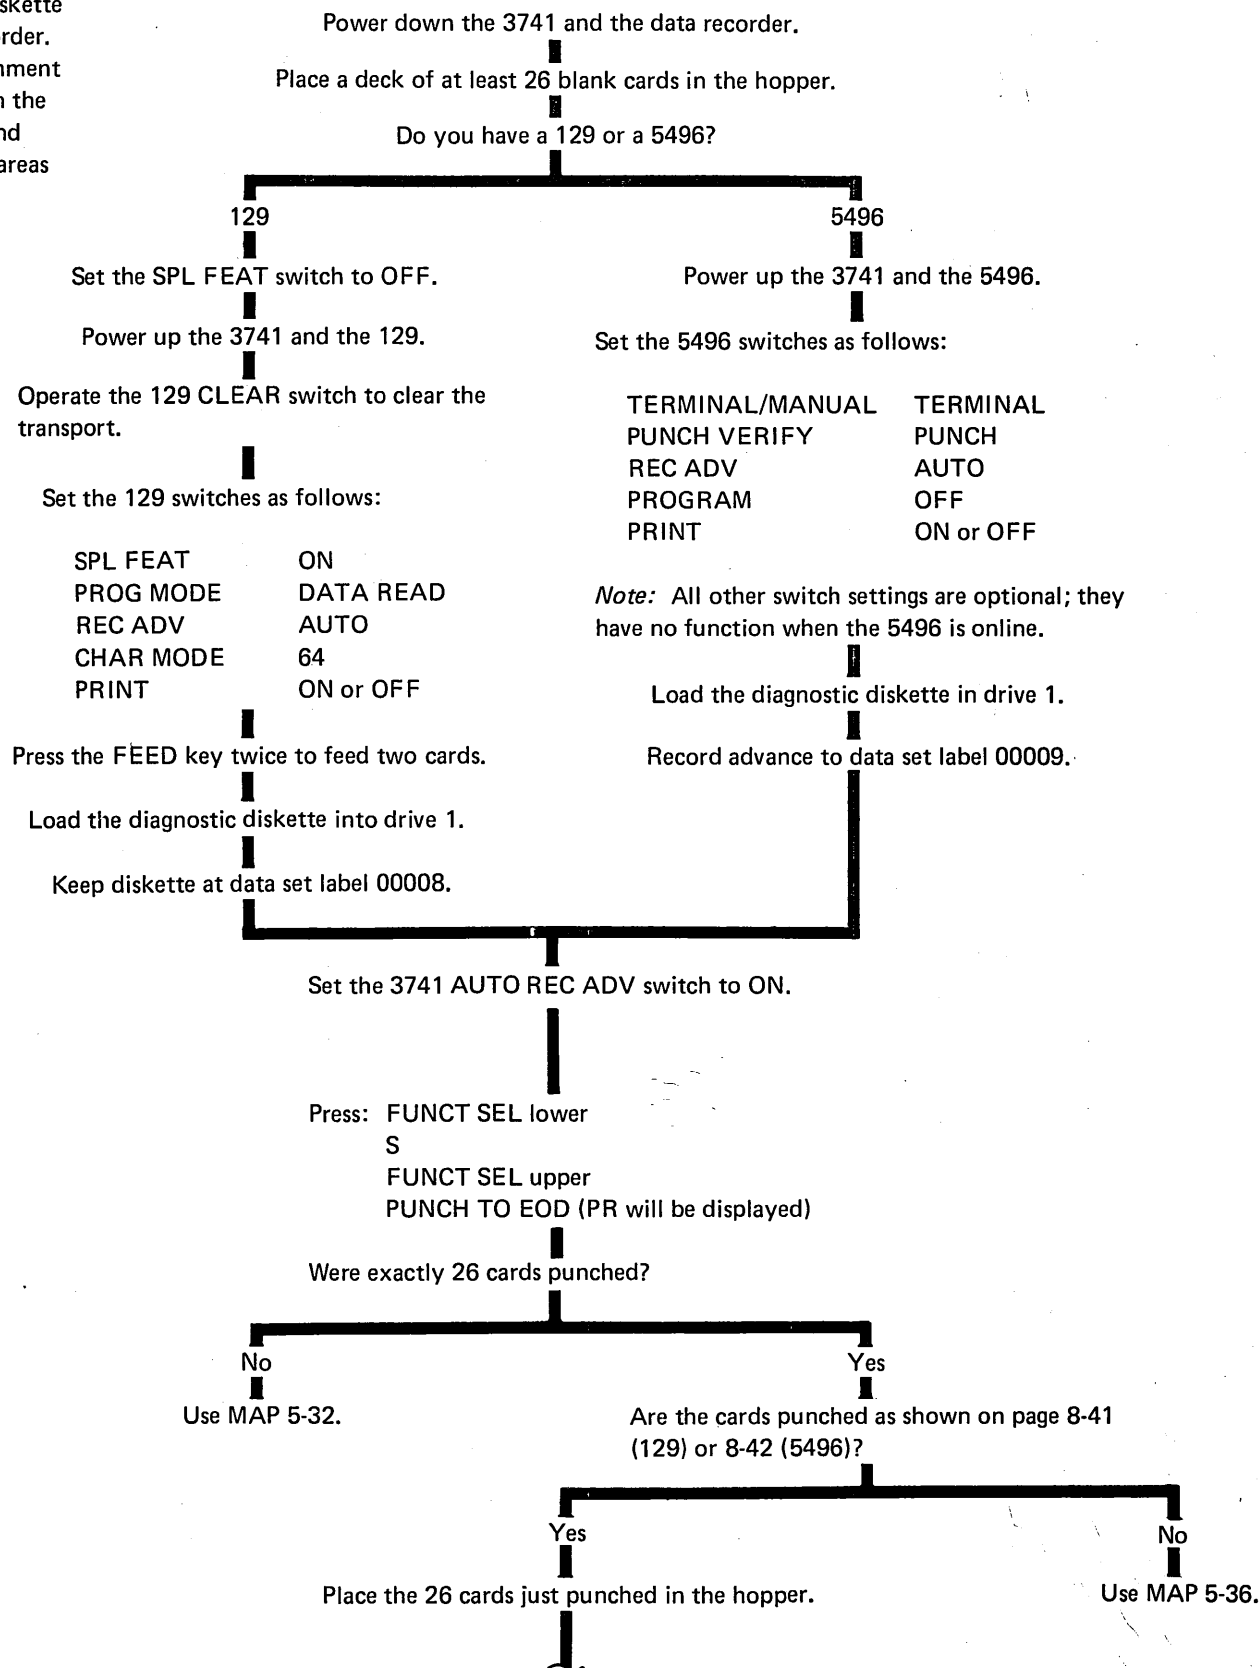 rder.
n the
areas
Power down the 3741 and the data recorder.
Place a deck of at least 26 blank cards in the hopper.
Do you have a 129 or a 5496?
129
Set the SPL FEAT switch to OFF.
Power up the 3741 and the 129.
Operate the 129 CLEAR switch to clear the
transport.
Set the 129 switches as follows:
SPL FEAT ON
PROG MODE DATA READ
REC ADV AUTO
CHAR MODE 64
PRINT ON or OFF
Press the FEED key twice to feed two cards.
Load the diagnostic diskette into drive 1.
Keep diskette at data set label 00008.
5496
Power up the 3741 and the 5496.
Set the 5496 switches as follows:
TERMINAL/MANUAL TERMINAL
PUNCH VERIFY PUNCH
REC ADV AUTO
PROGRAM OFF
PRINT ON or OFF
Note: All other switch settings are optional; they
have no function when the 5496 is online.
Load the diagnostic diskette in drive 1.
Record advance to data set label 00009.
Set the 3741 AUTO REC ADV switch to ON.
Press: FUNCT SEL lower
S
FUNCT SEL upper
PUNCH TO EOD (PR will be displayed)
Were exactly 26 cards punched?
No
Use MAP 5-32.
Yes
Are the cards punched as shown on page 8-41
(129) or 8-42 (5496)?
Yes
Place the 26 cards just punched in the hopper.
No
Use MAP 5-36.